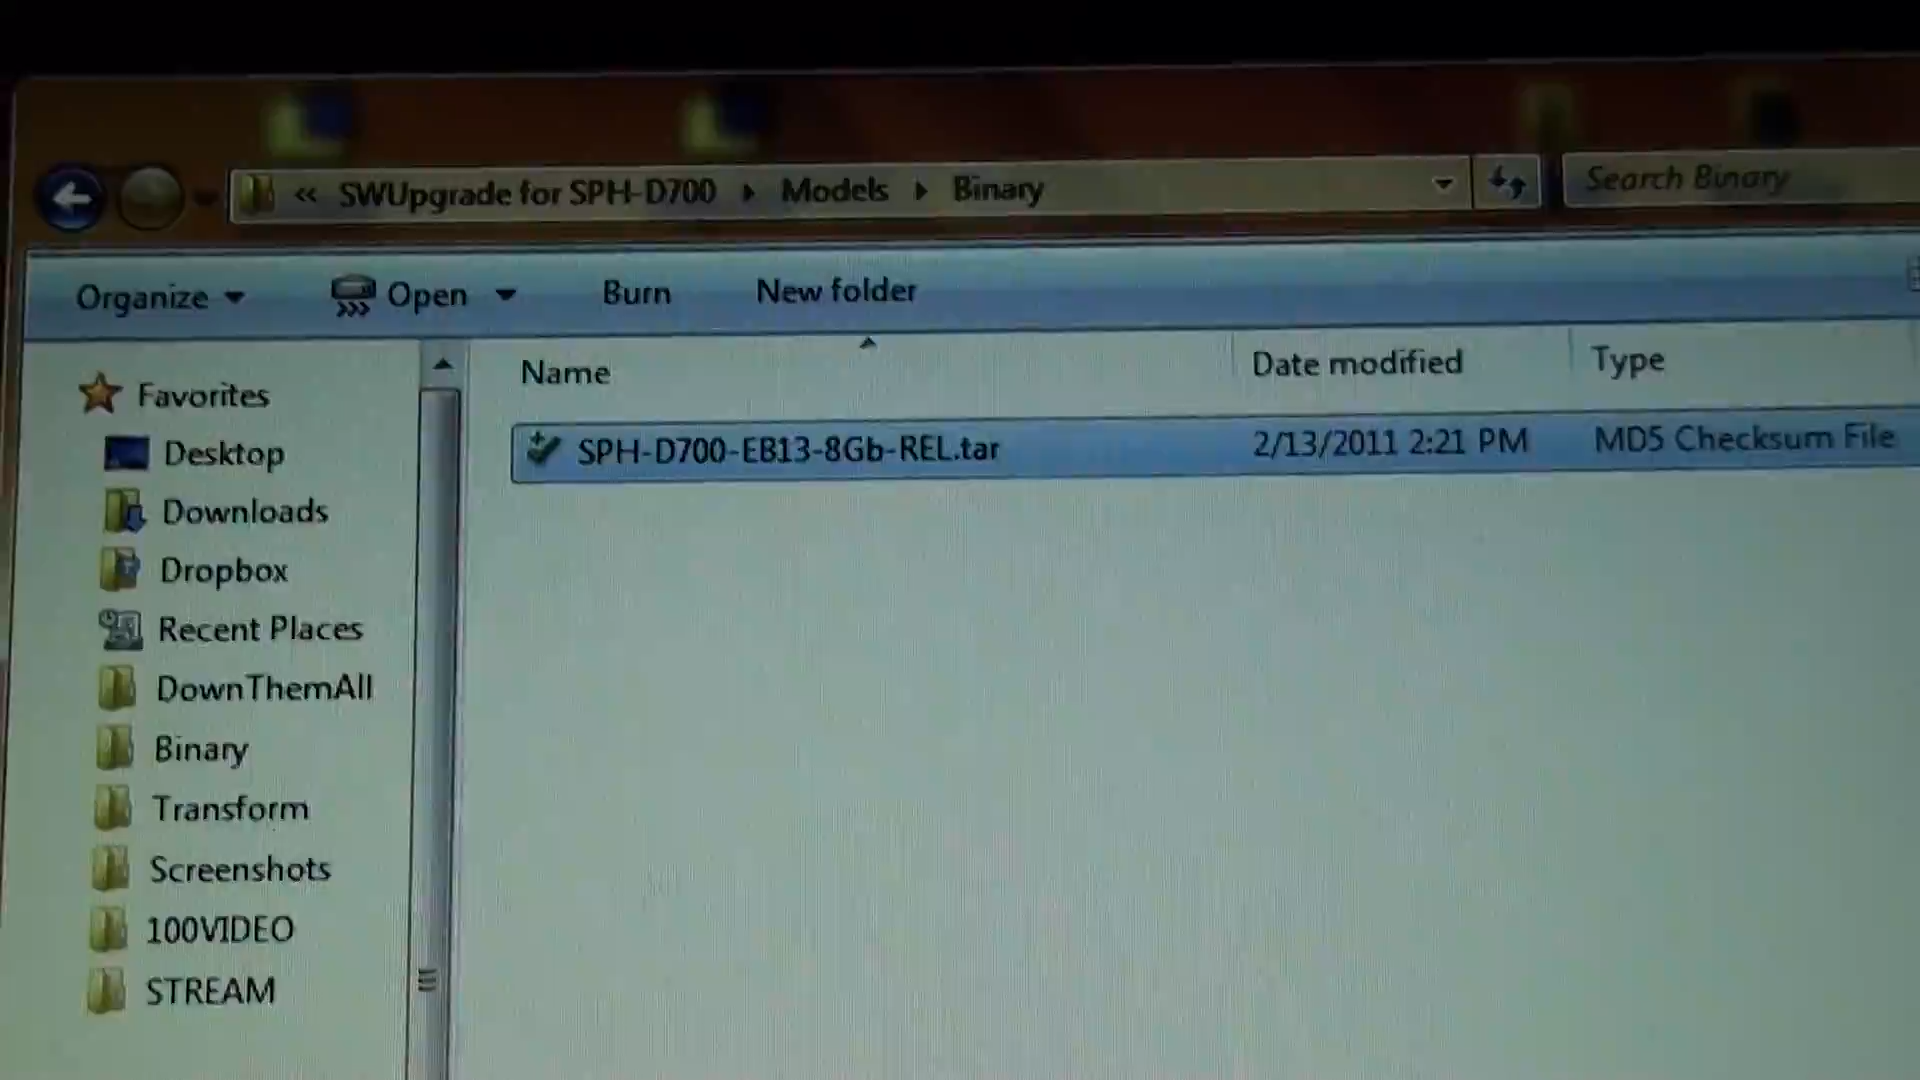 « SWUpgrade for SPH-D700 ▸ Models ▸ Binary
Search Binary
Organize
Open
Burn
New folder
Name
Date modified
Type
SPH-D700-EB13-8Gb-REL.tar
2/13/2011 2:21 PM
MD5 Checksum File
Favorites
Desktop
Downloads
Dropbox
Recent Places
DownThemAll
Binary
Transform
Screenshots
100VIDEO
STREAM